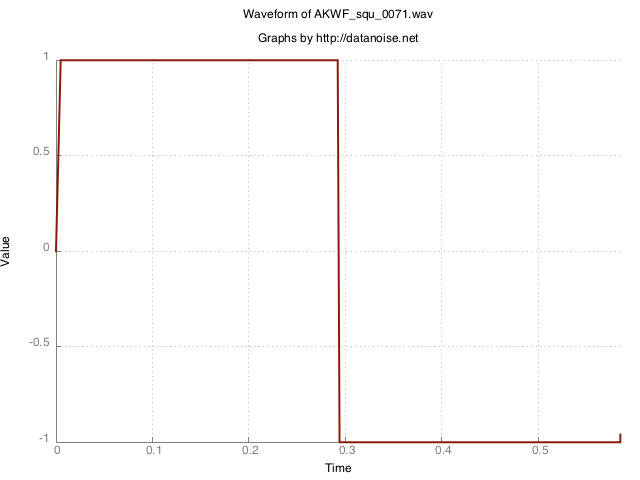 Waveform of AKWF_squ_0071.wav
Graphs by http://datanoise.net
1
0.5
0
-0.5
-1
Value
0 0.1 0.2 0.3 0.4 0.5
Time